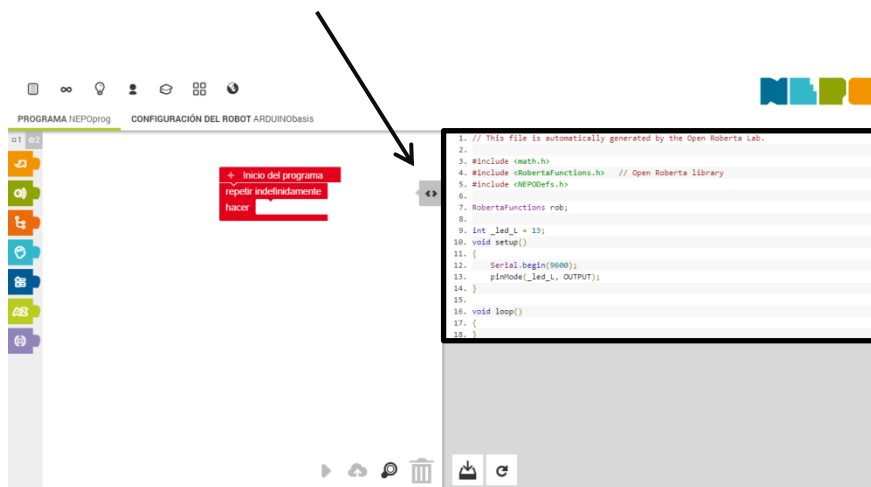 NEPO
PROGRAMA NEPOprog CONFIGURACIÓN DEL ROBOT ARDUINObasis
1 2
+ Inicio del programa
repetir indefinidamente
hacer
<>
1. // This file is automatically generated by the Open Roberta Lab.
2.
3. #include <math.h>
4. #include <RobertaFunctions.h> // Open Roberta library
5. #include <NEPODefs.h>
6.
7. RobertaFunctions rob;
8.
9. int _led_L = 13;
10. void setup()
11. {
12. Serial.begin(9600);
13. pinMode(_led_L, OUTPUT);
14. }
15.
16. void loop()
17. {
18. }